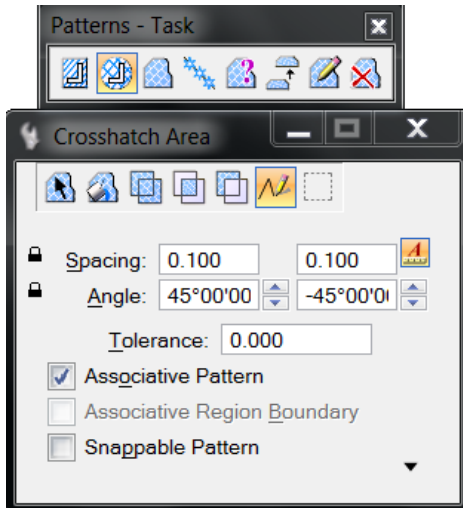 Patterns - Task
Crosshatch Area
Spacing: 0.100 0.100
Angle: 45°00'00 -45°00'0(
Tolerance: 0.000
Associative Pattern
Associative Region Boundary
Snappable Pattern